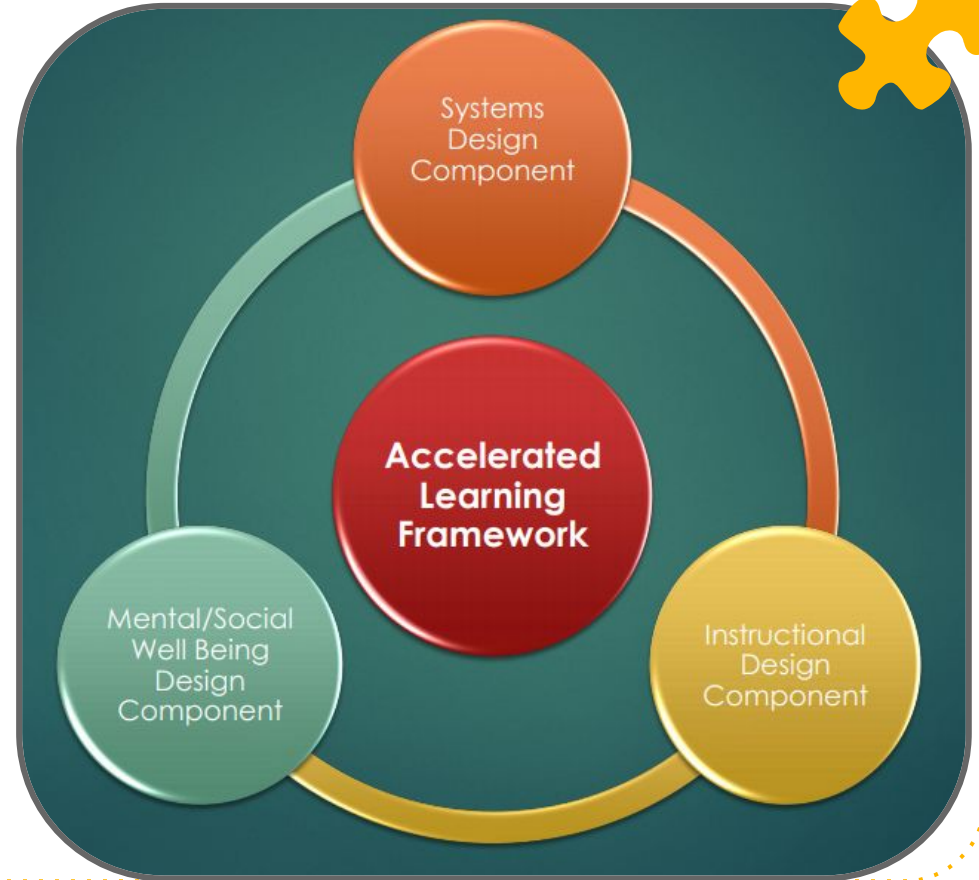 Systems
Design
Component
Accelerated
Learning
Framework
Mental/Social
Well Being
Design
Component
Instructional
Design
Component